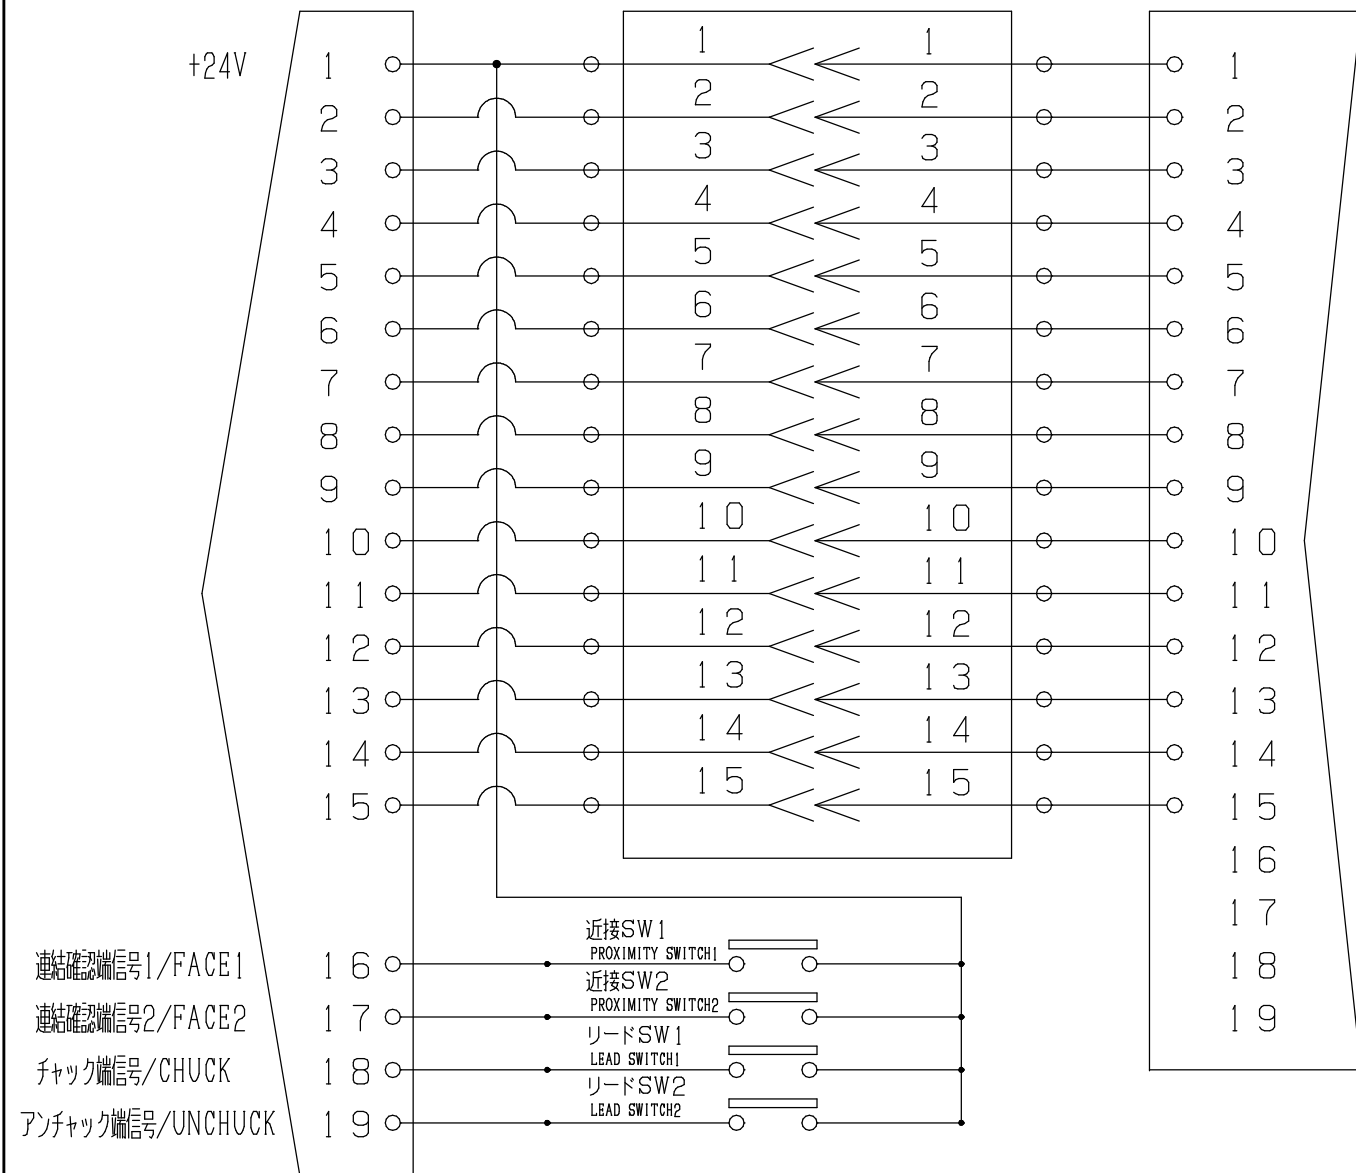 +24V 1 1 1 1
2 2 2 2
3 3 3 3
4 4 4 4
5 5 5 5
6 6 6 6
7 7 7 7
8 8 8 8
9 9 9 9
10 10 10 10
11 11 11 11
12 12 12 12
13 13 13 13
14 14 14 14
15 15 15 15
16
17
18
19
近接SW1
PROXIMITY SWITCH1
連結確認端信号1/FACE1 16
近接SW2
PROXIMITY SWITCH2
連結確認端信号2/FACE2 17
リードSW1
LEAD SWITCH1
チャック端信号/CHUCK 18
リードSW2
LEAD SWITCH2
アンチャック端信号/UNCHUCK 19